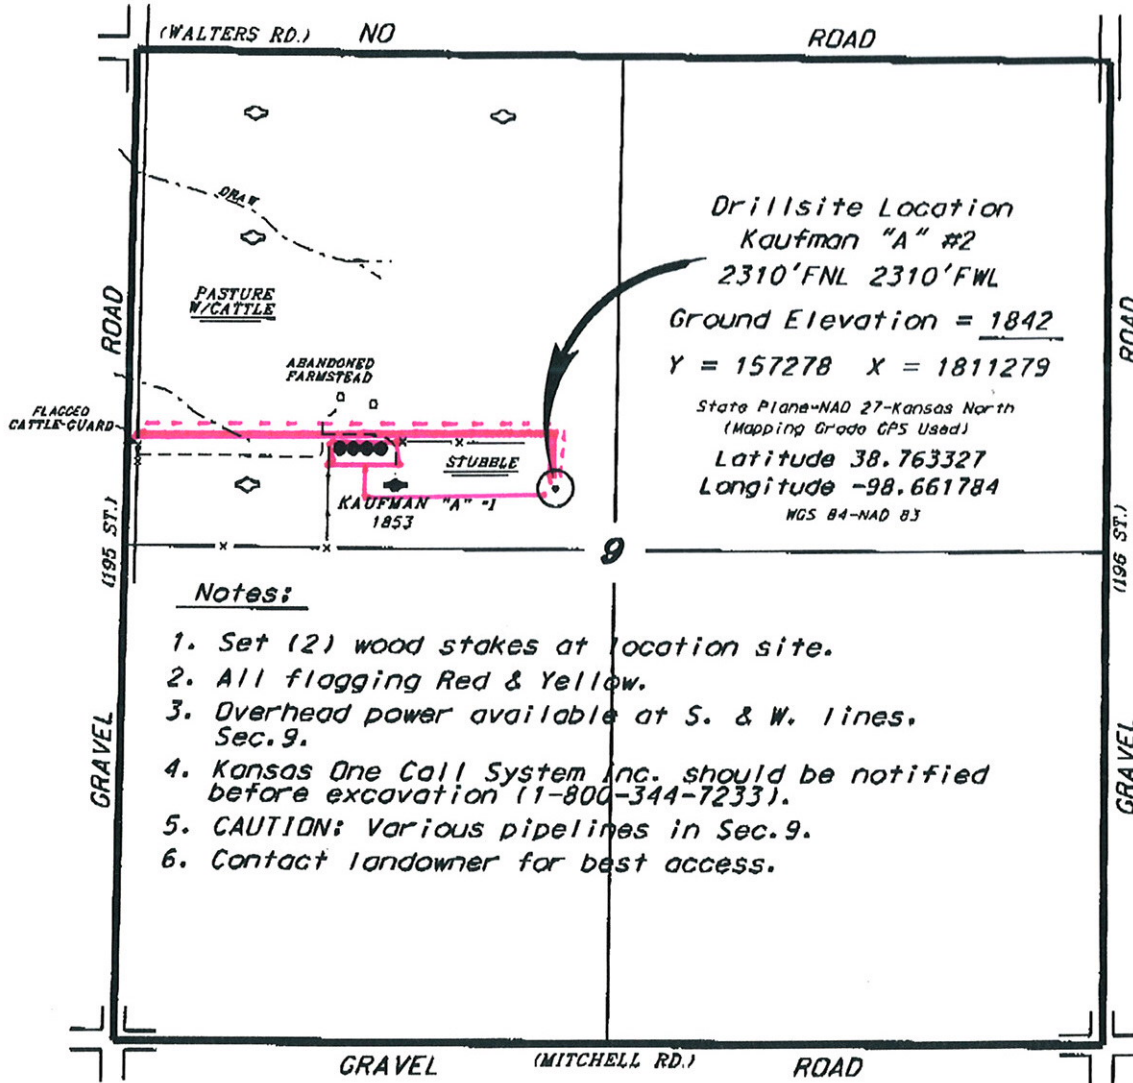 (WALTERS RD.) NO ROAD
DRAW
Drillsite Location
Kaufman "A" #2
2310'FNL 2310'FWL
PASTURE
W/CATTLE
ROAD
ROAD
Ground Elevation = 1842
Y = 157278 X = 1811279
ABANDONED
FARMSTEAD
FLAGGED
CATTLE-GUARD
State Plane-NAD 27-Kansas North
(Mapping Grade GPS Used)
Latitude 38.763327
Longitude -98.661784
WGS 84-NAD 83
STUBBLE
KAUFMAN "A" #1
1853
(195 ST.)
(196 ST.)
9
Notes:
1. Set (2) wood stakes at location site.
2. All flagging Red & Yellow.
3. Overhead power available at S. & W. lines.
Sec.9.
4. Kansas One Call System Inc. should be notified
before excavation (1-800-344-7233).
5. CAUTION: Various pipelines in Sec.9.
6. Contact landowner for best access.
GRAVEL
GRAVEL
GRAVEL (MITCHELL RD.) ROAD